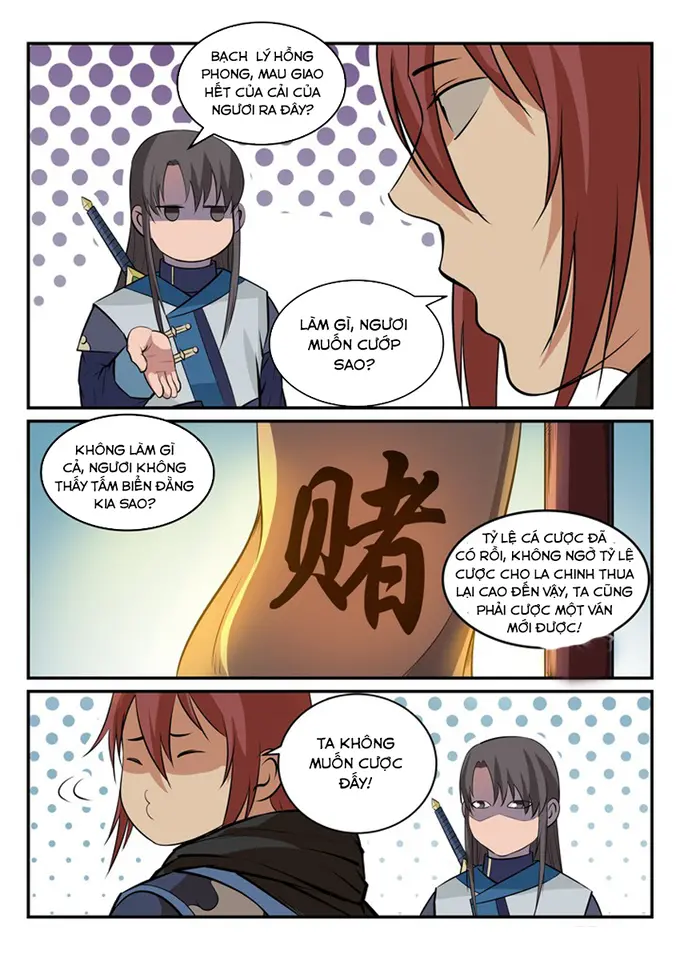 BẠCH LÝ HỒNG
PHONG, MAU GIAO
HẾT CỦA CẢI CỦA
NGƯƠI RA ĐÂY?
LÀM GÌ, NGƯƠI
MUỐN CƯỚP
SAO?
KHÔNG LÀM GÌ
CẢ, NGƯƠI KHÔNG
THẤY TẤM BIỂN ĐẰNG
KIA SAO?
赌
TỶ LỆ CÁ CƯỢC ĐÃ
CÓ RỒI, KHÔNG NGỜ TỶ LỆ
CƯỢC CHO LA CHINH THUA
LẠI CAO ĐẾN VẬY, TA CŨNG
PHẢI CƯỢC MỘT VÁN
MỚI ĐƯỢC!
TA KHÔNG
MUỐN CƯỢC
ĐẤY!